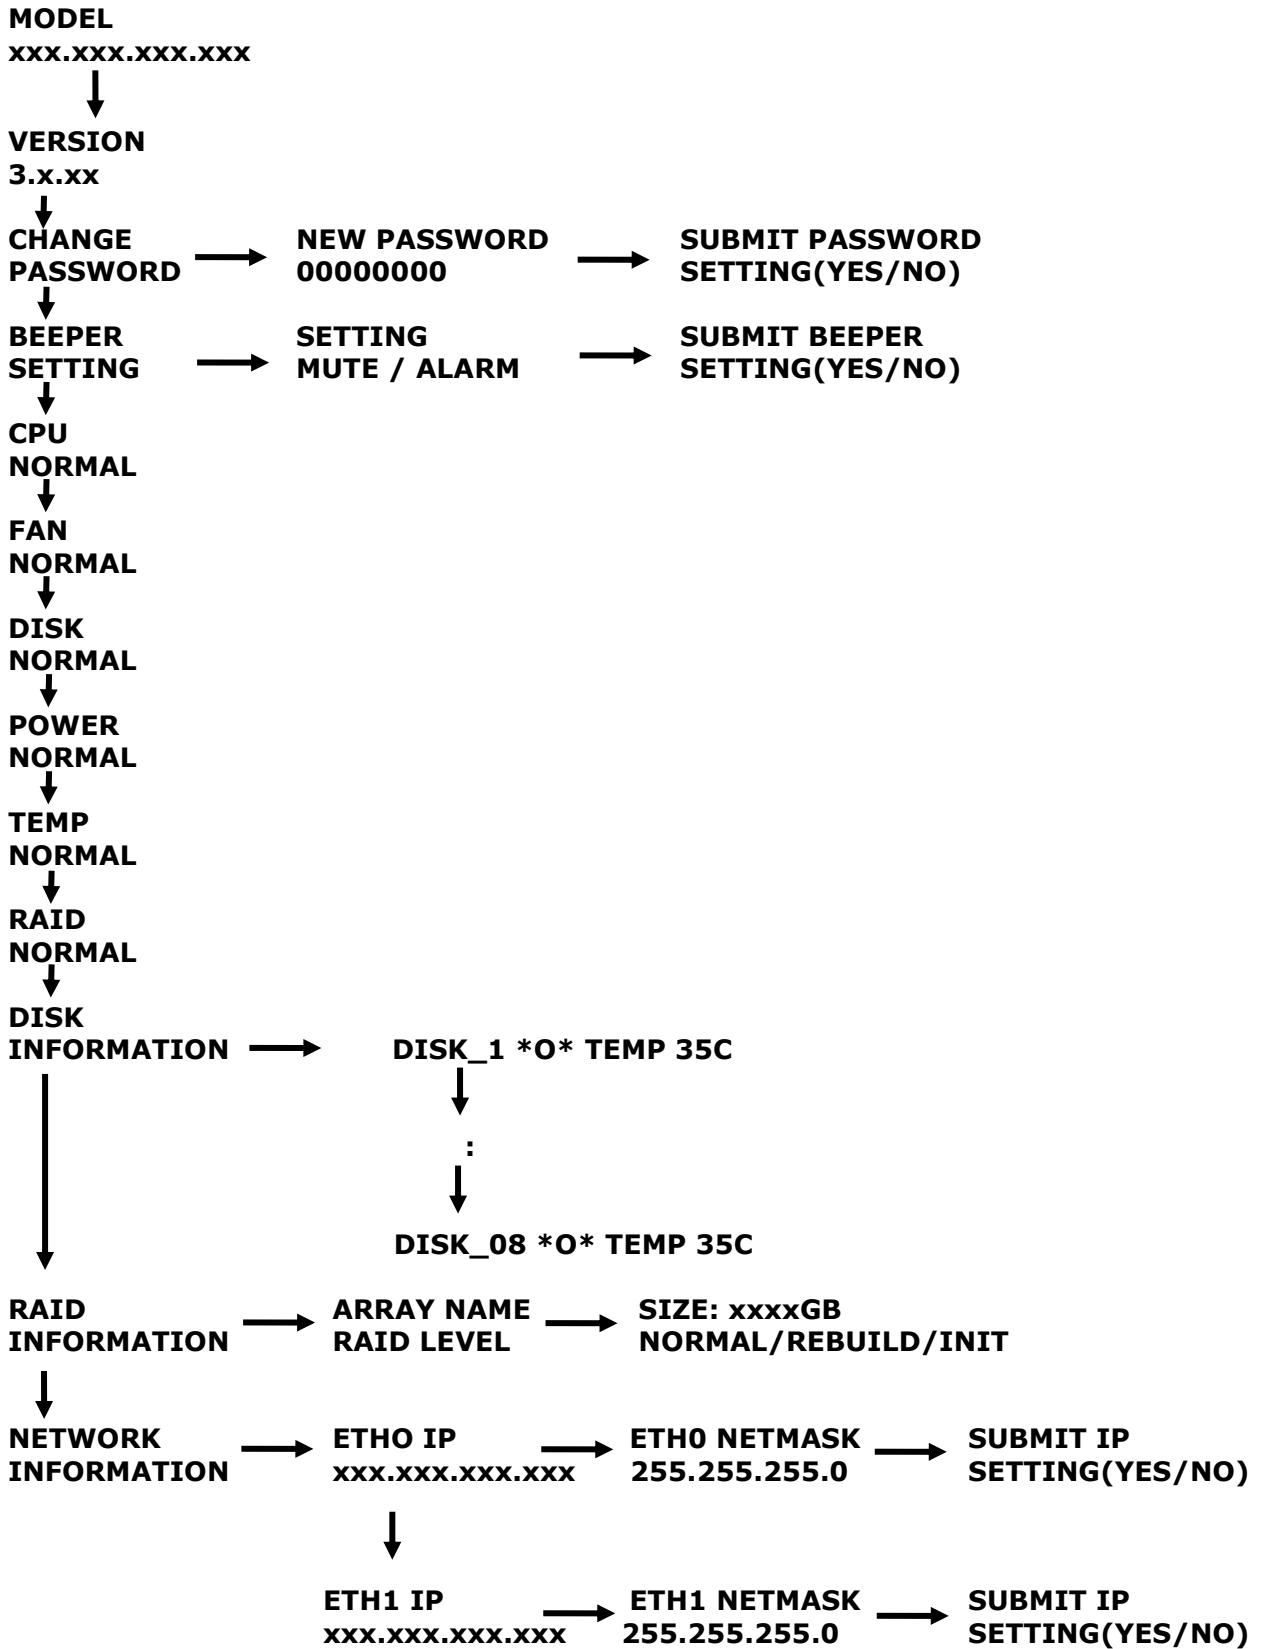 MODEL
xxx.xxx.xxx.xxx
VERSION
3.x.xx
CHANGE
PASSWORD
NEW PASSWORD
00000000
SUBMIT PASSWORD
SETTING(YES/NO)
BEEPER
SETTING
SETTING
MUTE / ALARM
SUBMIT BEEPER
SETTING(YES/NO)
CPU
NORMAL
FAN
NORMAL
DISK
NORMAL
POWER
NORMAL
TEMP
NORMAL
RAID
NORMAL
DISK
INFORMATION
DISK_1 *O* TEMP 35C
:
DISK_08 *O* TEMP 35C
RAID
INFORMATION
ARRAY NAME
RAID LEVEL
SIZE: xxxxGB
NORMAL/REBUILD/INIT
NETWORK
INFORMATION
ETHO IP
xxx.xxx.xxx.xxx
ETH0 NETMASK
255.255.255.0
SUBMIT IP
SETTING(YES/NO)
ETH1 IP
xxx.xxx.xxx.xxx
ETH1 NETMASK
255.255.255.0
SUBMIT IP
SETTING(YES/NO)